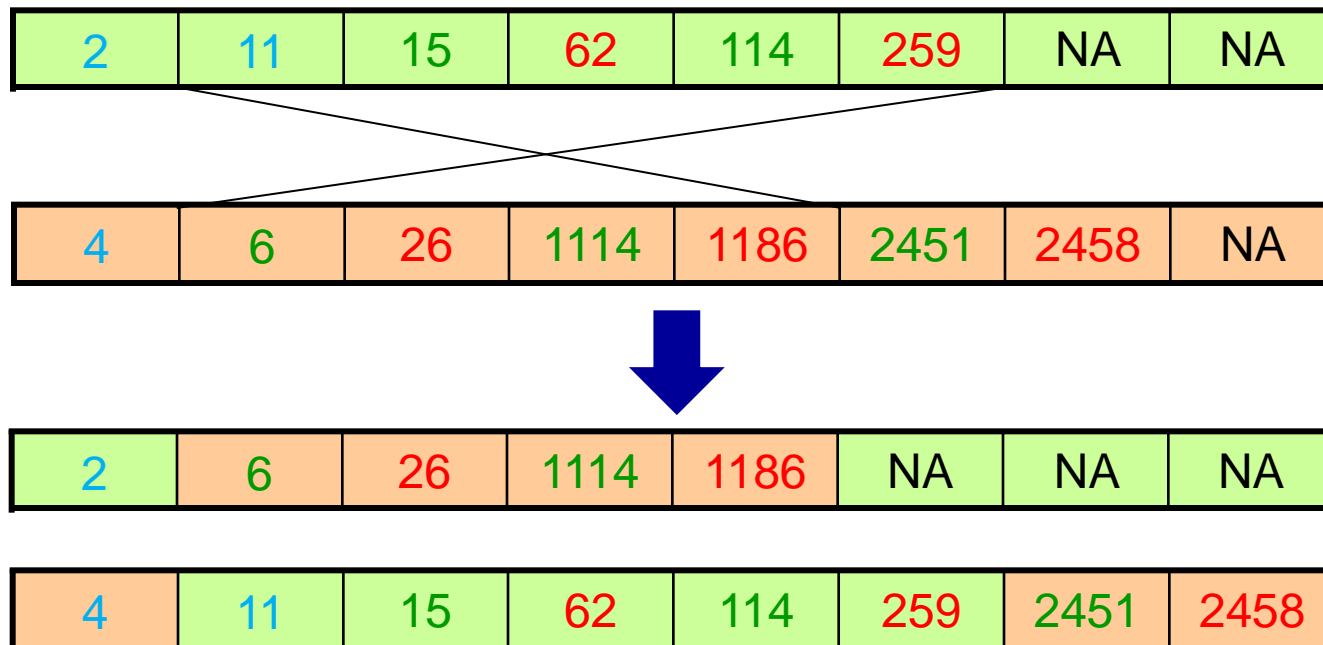 2 11 15 62 114 259 NA NA
4 6 26 1114 1186 2451 2458 NA
2 6 26 1114 1186 NA NA NA
4 11 15 62 114 259 2451 2458